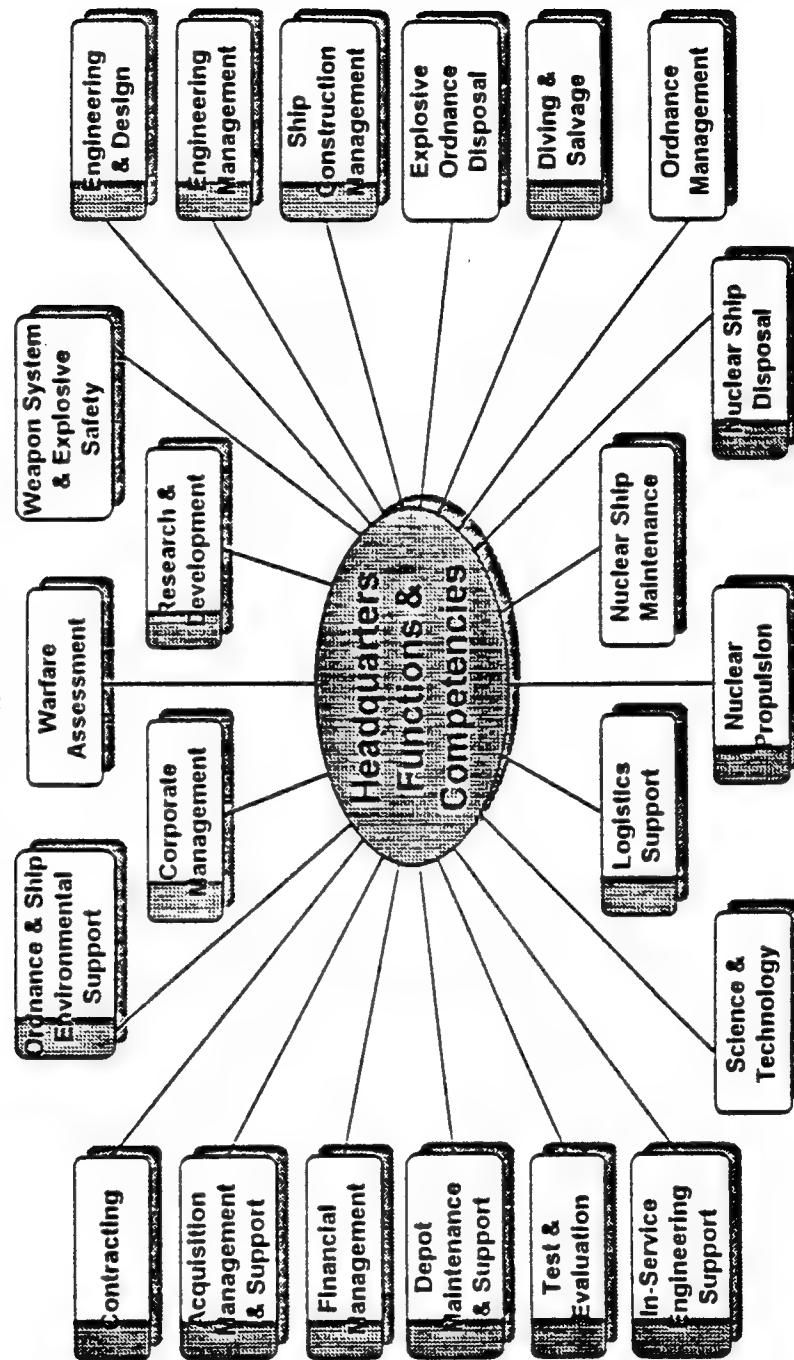 Ordnance & Ship
Environmental
Support
Warfare
Assessment
Weapon System
& Explosive
Safety
Corporate
Management
Research &
Development
Contracting
Acquisition
Management
& Support
Financial
Management
Depot
Maintenance
& Support
Test &
Evaluation
In-Service
Engineering
Support
Headquarters
Functions &
Competencies
Engineering
& Design
Engineering
Management
Ship
Construction
Management
Explosive
Ordnance
Disposal
Diving &
Salvage
Ordnance
Management
Logistics
Support
Nuclear Ship
Maintenance
Science &
Technology
Nuclear
Propulsion
Nuclear Ship
Disposal